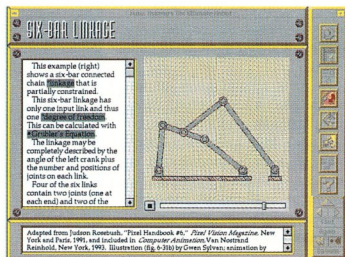 SIX-BAR LINKAGE
This example (right)
shows a six-bar connected
chain linkage that is
partially constrained.
This six-bar linkage has
only one input link and thus
one degree of freedom.
This can be calculated with
Grubler's Equation.
The linkage may be
completely described by the
angle of the left crank plus
the number and positions of
joints on each link.
Four of the six links
contain two joints (one at
each end) and two of the
Adapted from Judson Rosebush, "Pixel Handbook #6," Pixel Vision Magazine, New
York and Paris, 1991, and included in Computer Animation, Van Nostrand
Reinhold, New York, 1993. Illustration (fig. 6-31b) by Gwen Sylvan; animation by